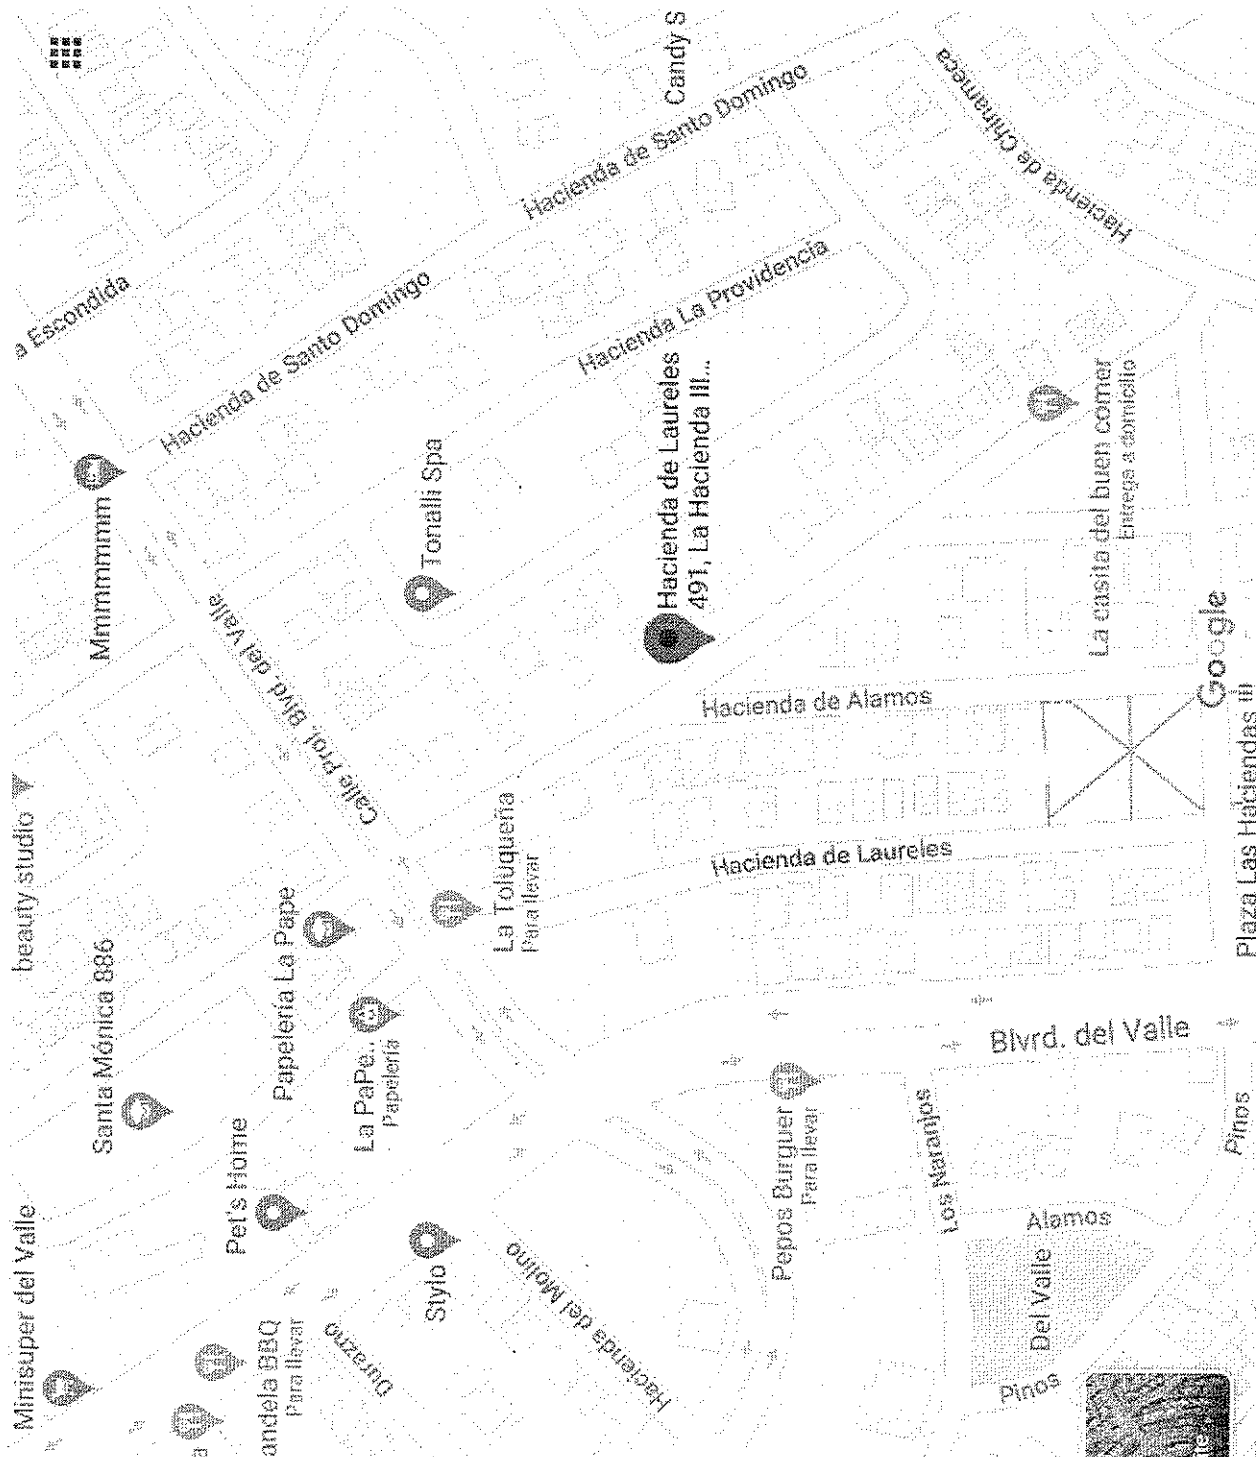 Minisuper del Valle
Santa Mónica 886
beauty studio
Mmmmmmm
a Escondida
andela BBQ
Para llevar
Pet's Home
Papelería La Pape
Calle Prol. Blvd. del Valle
Hacienda de Santo Domingo
Durazno
Stylo
La PaPe..
Papelería
La Toluqueña
Para llevar
Tonalli Spa
Hacienda de Santo Domingo
Candy S
Hacienda del Molino
Hacienda de Laureles
491, La Hacienda III...
Hacienda La Providencia
Pepos Burguer
Para llevar
Hacienda de Laureles
Hacienda de Alamos
Los Naranjos
Blvrd. del Valle
Hacienda de Chinameca
Pinos
Del Valle
Alamos
La casita del buen comer
Entrega a domicilio
Google
Pinos
Plaza Las Haciendas III